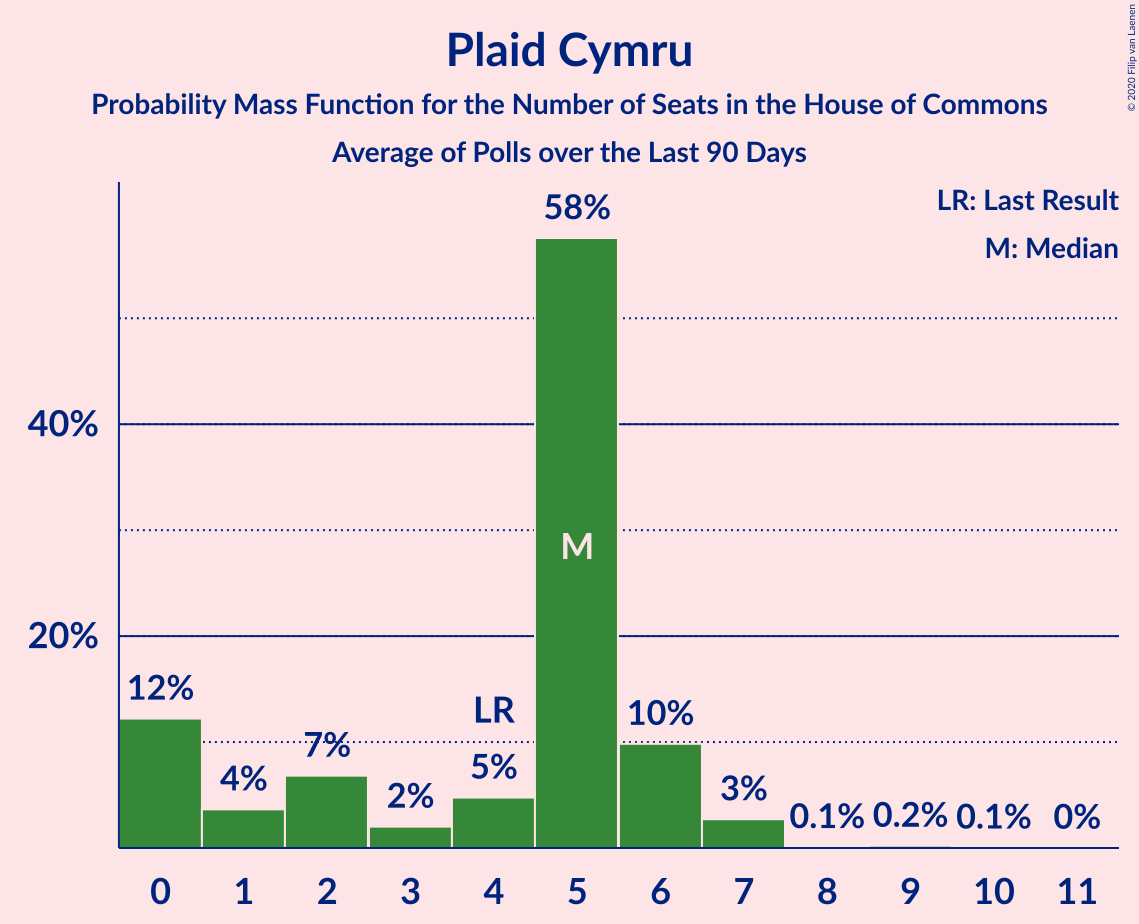 Plaid Cymru
Probability Mass Function for the Number of Seats in the House of Commons
Average of Polls over the Last 90 Days
© 2020 Filip van Laenen
LR: Last Result
M: Median
58%
40%
M
20%
12%
LR
10%
7%
5%
4%
3%
2%
0.1%
0.2%
0.1%
0%
0 1 2 3 4 5 6 7 8 9 10 11